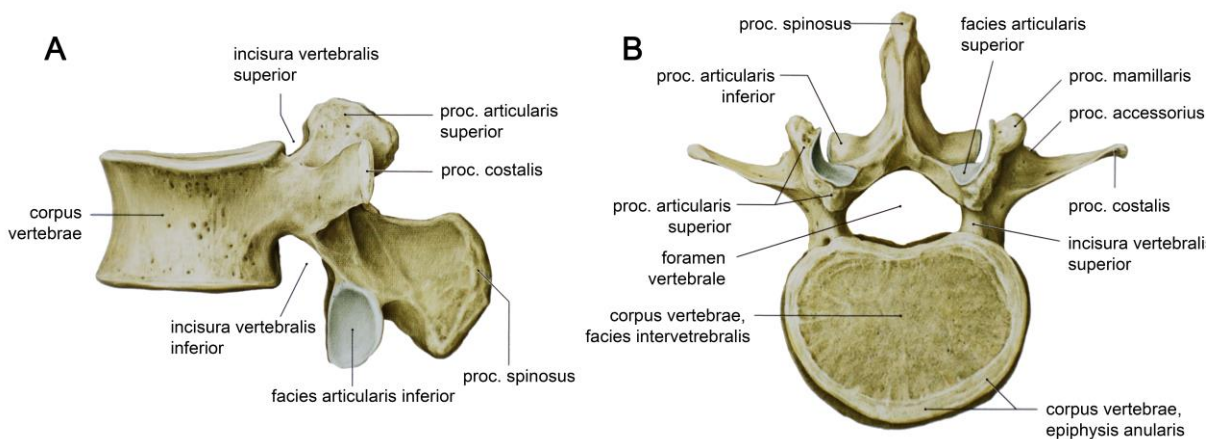 A
incisura vertebralis
superior
proc. articularis
superior
proc. costalis
corpus
vertebrae
incisura vertebralis
inferior
facies articularis inferior
proc. spinosus
B
proc. spinosus
facies articularis
superior
proc. articularis
inferior
proc. mamillaris
proc. accessorius
proc. articularis
superior
proc. costalis
foramen
vertebrale
incisura vertebralis
superior
corpus vertebrae,
facies intervetrebralis
corpus vertebrae,
epiphysis anularis